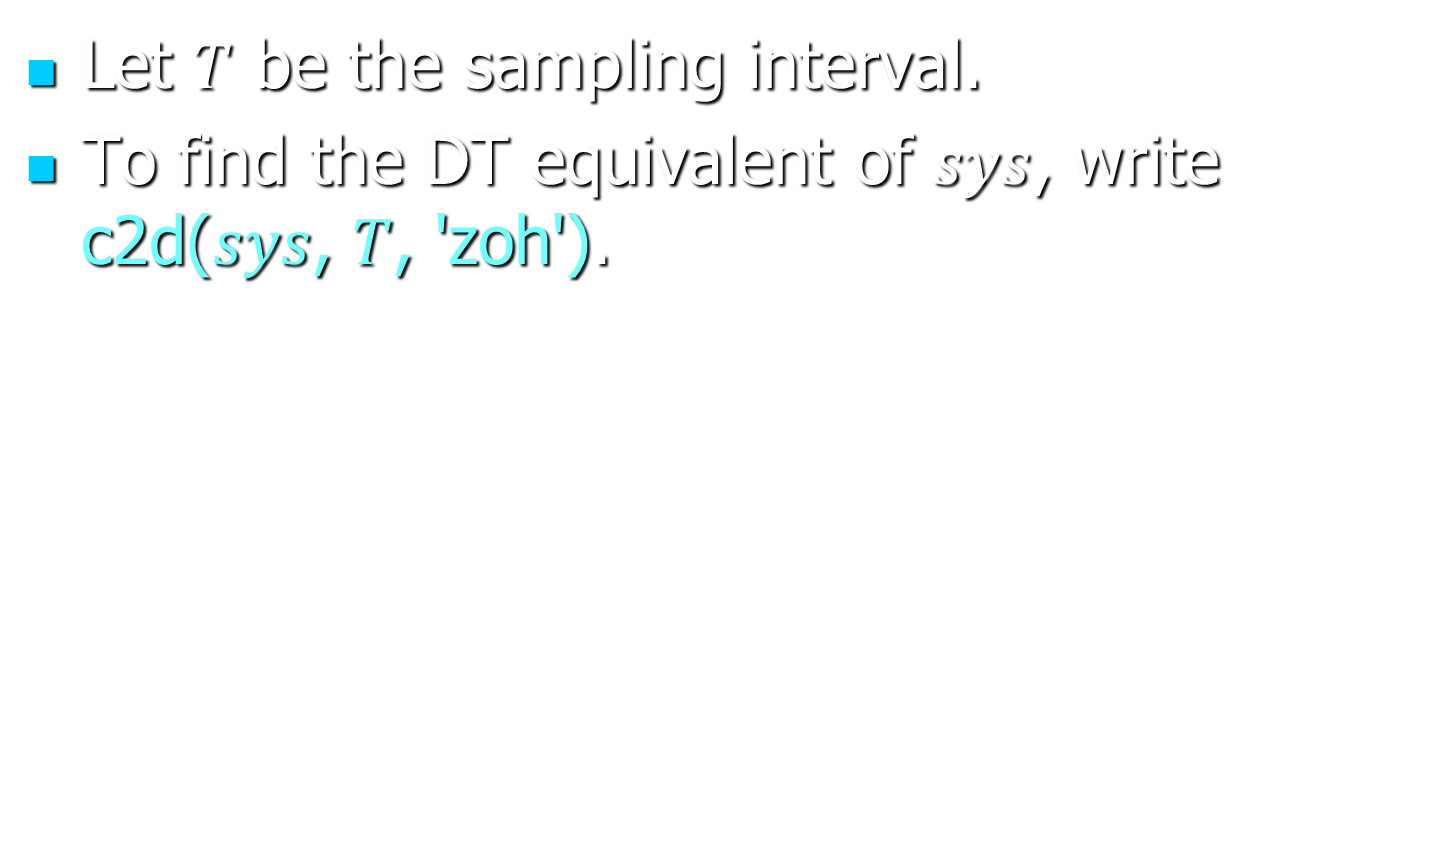 ▪ Let 𝑇 be the sampling interval.
▪ To find the DT equivalent of 𝑠𝑦𝑠, write
c2d(𝑠𝑦𝑠, 𝑇, 'zoh').